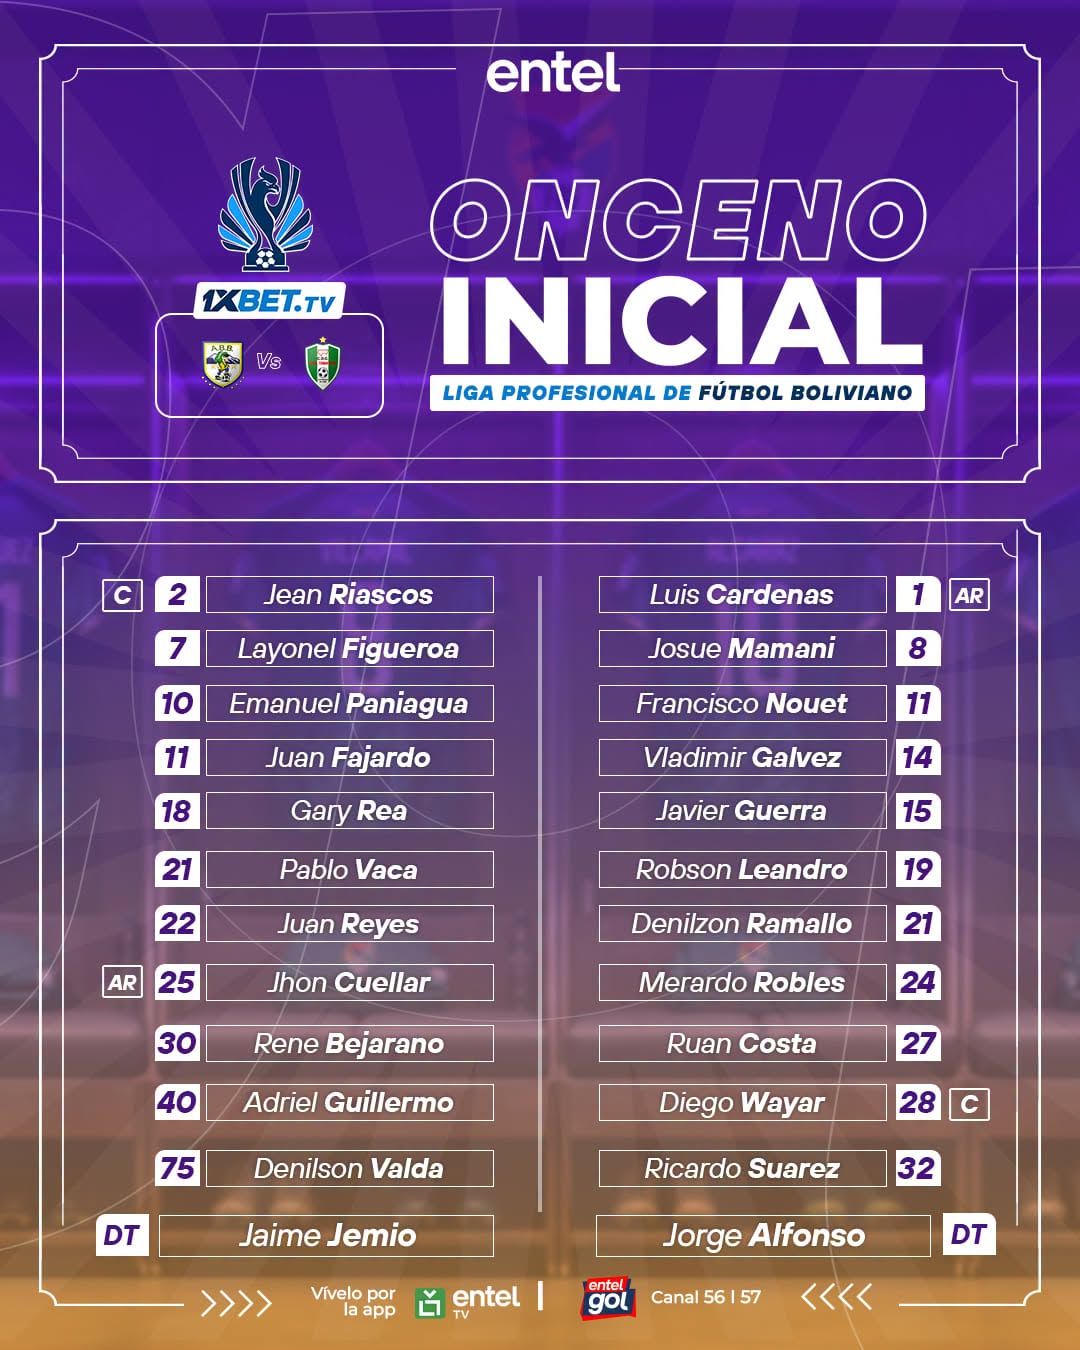 entel
ONCENO
INICIAL
LIGA PROFESIONAL DE FÚTBOL BOLIVIANO
1XBET.TV
A.B.B. Vs
C 2 Jean Riascos
7 Layonel Figueroa
10 Emanuel Paniagua
11 Juan Fajardo
18 Gary Rea
21 Pablo Vaca
22 Juan Reyes
AR 25 Jhon Cuellar
30 Rene Bejarano
40 Adriel Guillermo
75 Denilson Valda
DT Jaime Jemio
Luis Cardenas 1 AR
Josue Mamani 8
Francisco Nouet 11
Vladimir Galvez 14
Javier Guerra 15
Robson Leandro 19
Denilzon Ramallo 21
Merardo Robles 24
Ruan Costa 27
Diego Wayar 28 C
Ricardo Suarez 32
Jorge Alfonso DT
Vívelo por
la app
entel
TV
entel
gol
Canal 56 | 57